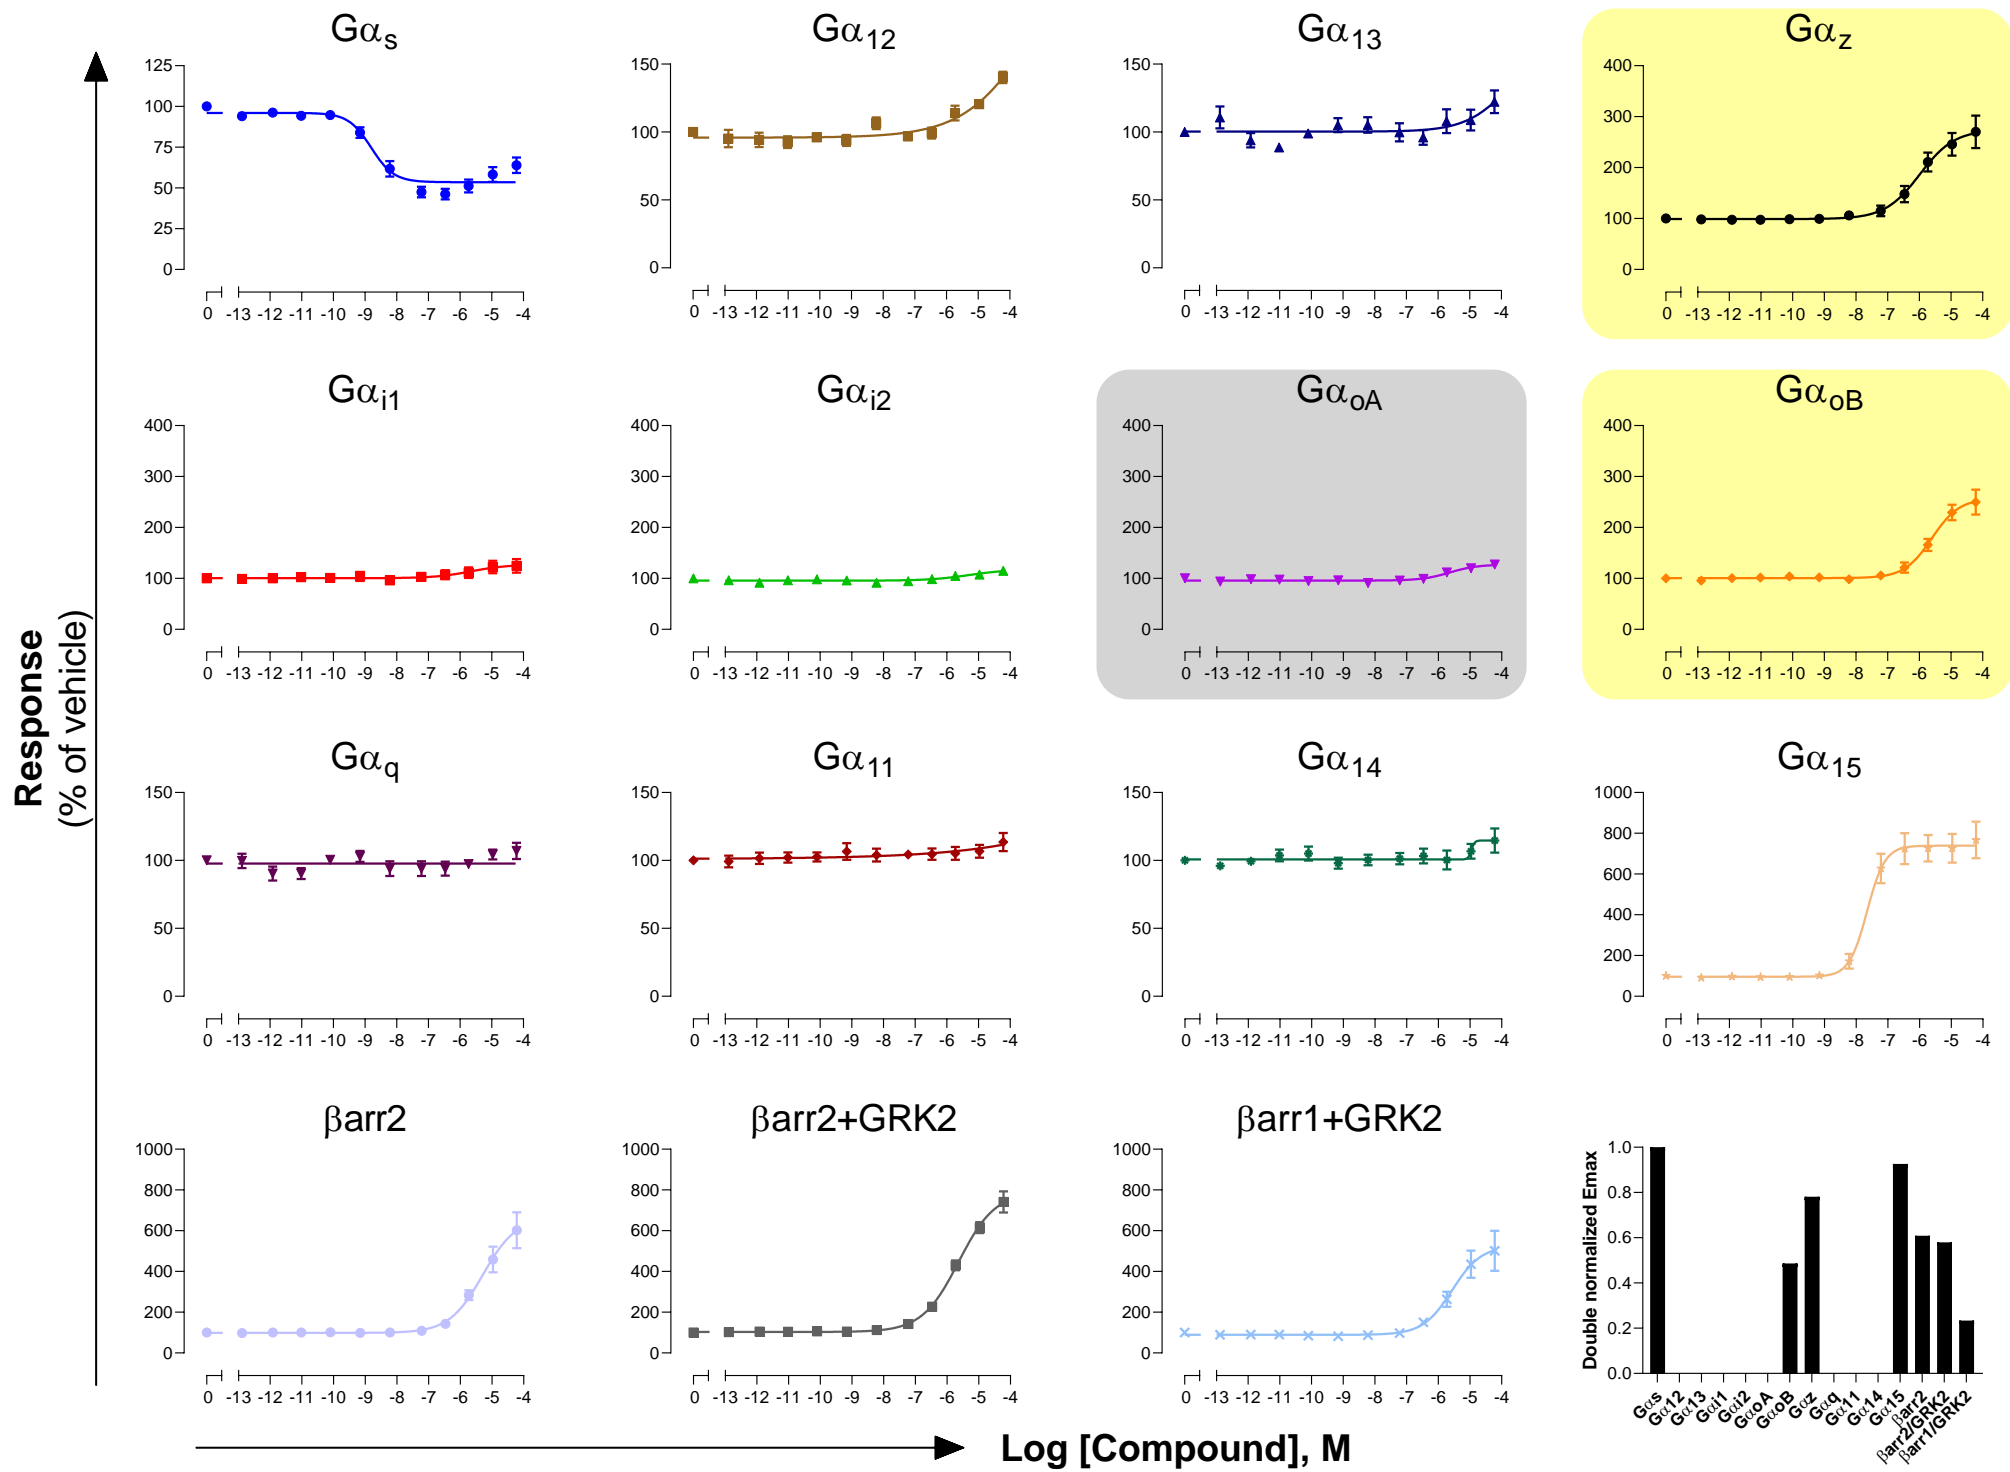 Gαs
Gα12
Gα13
Gαz
125
100
75
50
25
0
0 -13 -12 -11 -10 -9 -8 -7 -6 -5 -4
150
100
50
0
0 -13 -12 -11 -10 -9 -8 -7 -6 -5 -4
150
100
50
0
0 -13 -12 -11 -10 -9 -8 -7 -6 -5 -4
400
300
200
100
0
0 -13 -12 -11 -10 -9 -8 -7 -6 -5 -4
Gαi1
Gαi2
GαoA
GαoB
400
300
200
100
0
0 -13 -12 -11 -10 -9 -8 -7 -6 -5 -4
400
300
200
100
0
0 -13 -12 -11 -10 -9 -8 -7 -6 -5 -4
400
300
200
100
0
0 -13 -12 -11 -10 -9 -8 -7 -6 -5 -4
400
300
200
100
0
0 -13 -12 -11 -10 -9 -8 -7 -6 -5 -4
Response
(% of vehicle)
Gαq
Gα11
Gα14
Gα15
150
100
50
0
0 -13 -12 -11 -10 -9 -8 -7 -6 -5 -4
150
100
50
0
0 -13 -12 -11 -10 -9 -8 -7 -6 -5 -4
150
100
50
0
0 -13 -12 -11 -10 -9 -8 -7 -6 -5 -4
1000
800
600
400
200
0
0 -13 -12 -11 -10 -9 -8 -7 -6 -5 -4
βarr2
βarr2+GRK2
βarr1+GRK2
1000
800
600
400
200
0
0 -13 -12 -11 -10 -9 -8 -7 -6 -5 -4
1000
800
600
400
200
0
0 -13 -12 -11 -10 -9 -8 -7 -6 -5 -4
1000
800
600
400
200
0
0 -13 -12 -11 -10 -9 -8 -7 -6 -5 -4
Double normalized Emax
1.0
0.8
0.6
0.4
0.2
0.0
Gαs
Gα12
Gα13
Gαi1
Gαi2
GαoA
GαoB
Gαz
Gαq
Gα11
Gα14
Gα15
βarr2
βarr2/GRK2
βarr1/GRK2
Log [Compound], M